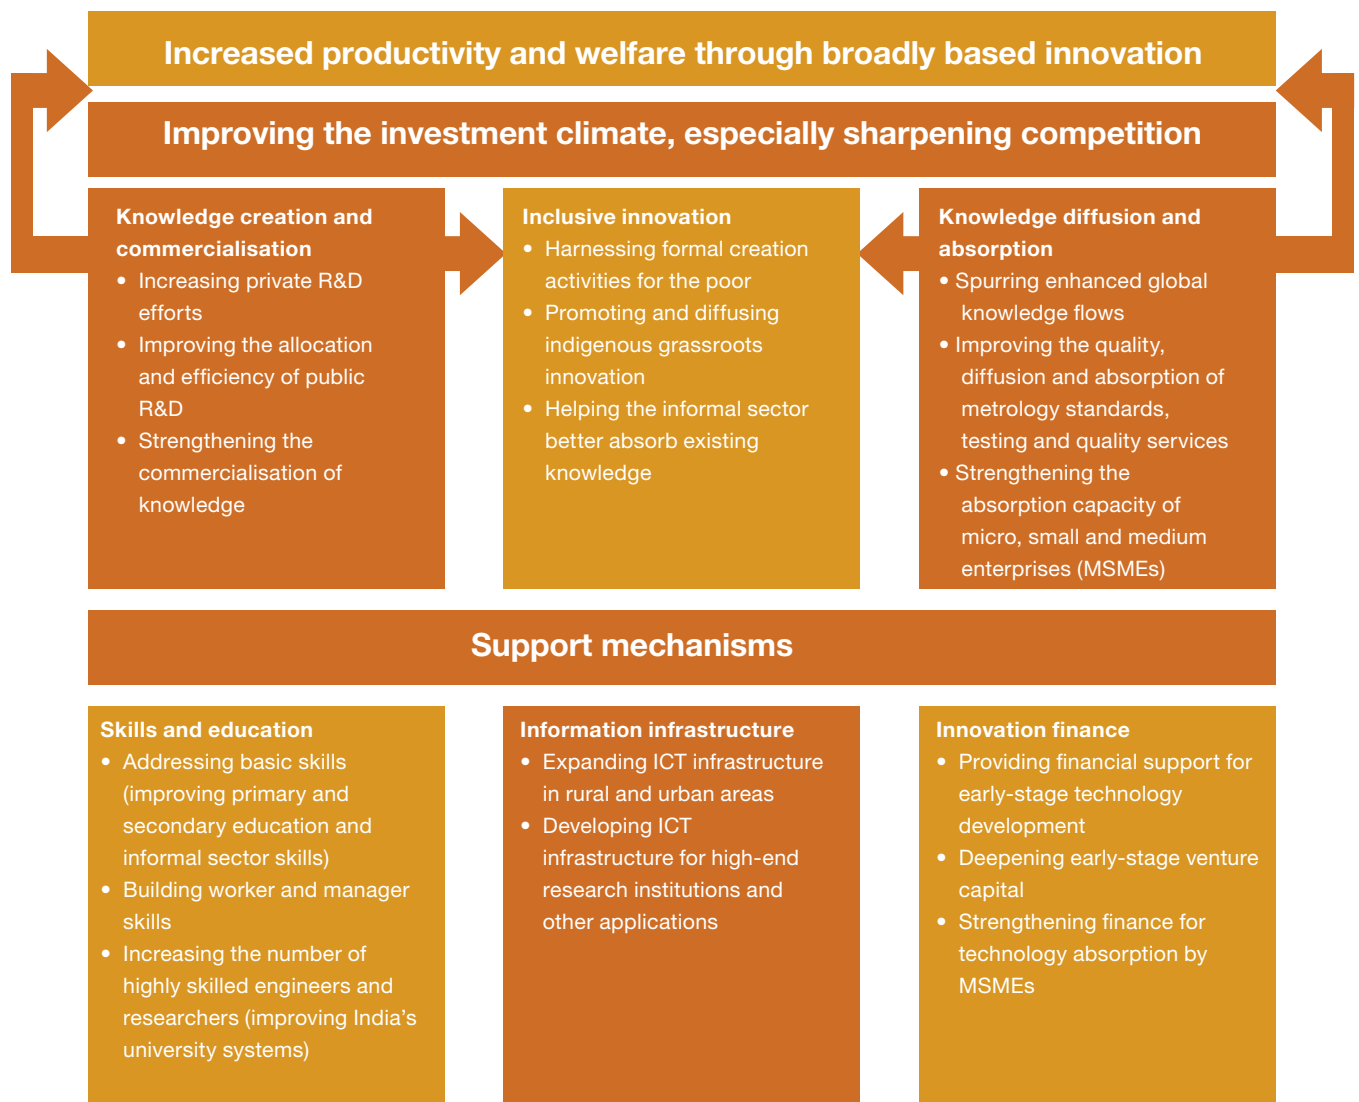 Increased productivity and welfare through broadly based innovation
Improving the investment climate, especially sharpening competition
Knowledge creation and
commercialisation
• Increasing private R&D
efforts
• Improving the allocation
and efficiency of public
R&D
• Strengthening the
commercialisation of
knowledge
Inclusive innovation
• Harnessing formal creation
activities for the poor
• Promoting and diffusing
indigenous grassroots
innovation
• Helping the informal sector
better absorb existing
knowledge
Knowledge diffusion and
absorption
• Spurring enhanced global
knowledge flows
• Improving the quality,
diffusion and absorption of
metrology standards,
testing and quality services
• Strengthening the
absorption capacity of
micro, small and medium
enterprises (MSMEs)
Support mechanisms
Skills and education
• Addressing basic skills
(improving primary and
secondary education and
informal sector skills)
• Building worker and manager
skills
• Increasing the number of
highly skilled engineers and
researchers (improving India’s
university systems)
Information infrastructure
• Expanding ICT infrastructure
in rural and urban areas
• Developing ICT
infrastructure for high-end
research institutions and
other applications
Innovation finance
• Providing financial support for
early-stage technology
development
• Deepening early-stage venture
capital
• Strengthening finance for
technology absorption by
MSMEs